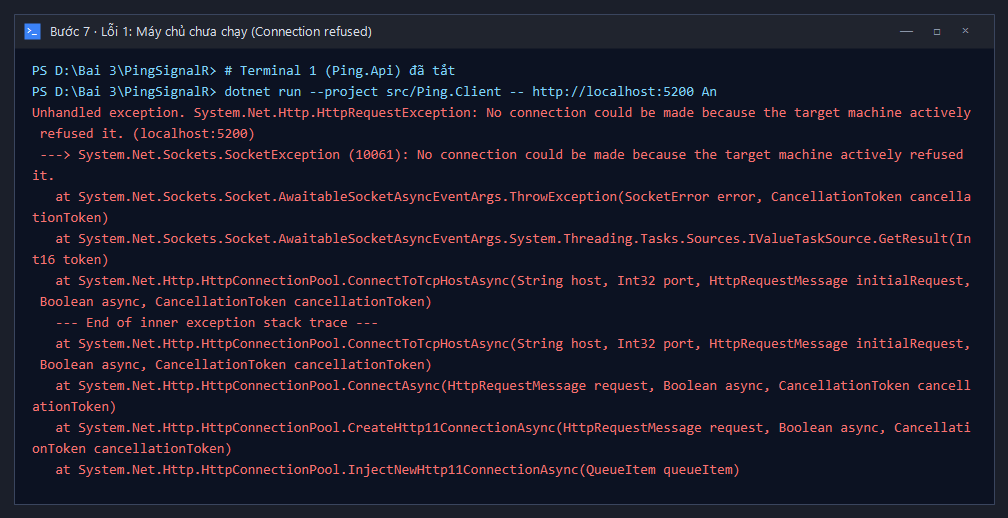 >_ Bước 7 · Lỗi 1: Máy chủ chưa chạy (Connection refused)
PS D:\Bai 3\PingSignalR> # Terminal 1 (Ping.Api) đã tắt
PS D:\Bai 3\PingSignalR> dotnet run --project src/Ping.Client -- http://localhost:5200 An
Unhandled exception. System.Net.Http.HttpRequestException: No connection could be made because the target machine actively
 refused it. (localhost:5200)
 ---> System.Net.Sockets.SocketException (10061): No connection could be made because the target machine actively refused
it.
   at System.Net.Sockets.Socket.AwaitableSocketAsyncEventArgs.ThrowException(SocketError error, CancellationToken cancella
tionToken)
   at System.Net.Sockets.Socket.AwaitableSocketAsyncEventArgs.System.Threading.Tasks.Sources.IValueTaskSource.GetResult(In
t16 token)
   at System.Net.Http.HttpConnectionPool.ConnectToTcpHostAsync(String host, Int32 port, HttpRequestMessage initialRequest,
 Boolean async, CancellationToken cancellationToken)
   --- End of inner exception stack trace ---
   at System.Net.Http.HttpConnectionPool.ConnectToTcpHostAsync(String host, Int32 port, HttpRequestMessage initialRequest,
 Boolean async, CancellationToken cancellationToken)
   at System.Net.Http.HttpConnectionPool.ConnectAsync(HttpRequestMessage request, Boolean async, CancellationToken cancell
ationToken)
   at System.Net.Http.HttpConnectionPool.CreateHttp11ConnectionAsync(HttpRequestMessage request, Boolean async, Cancellati
onToken cancellationToken)
   at System.Net.Http.HttpConnectionPool.InjectNewHttp11ConnectionAsync(QueueItem queueItem)